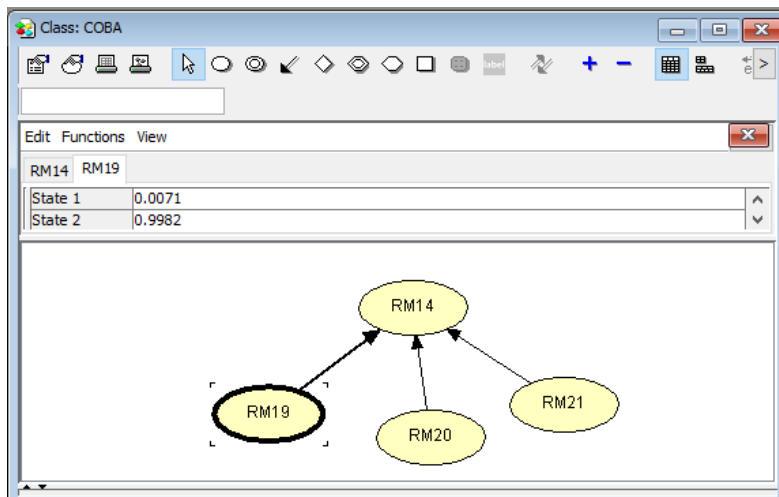 Class: COBA
label
Edit Functions View
RM14 RM19
State 1 0.0071
State 2 0.9982
RM14
RM19
RM21
RM20